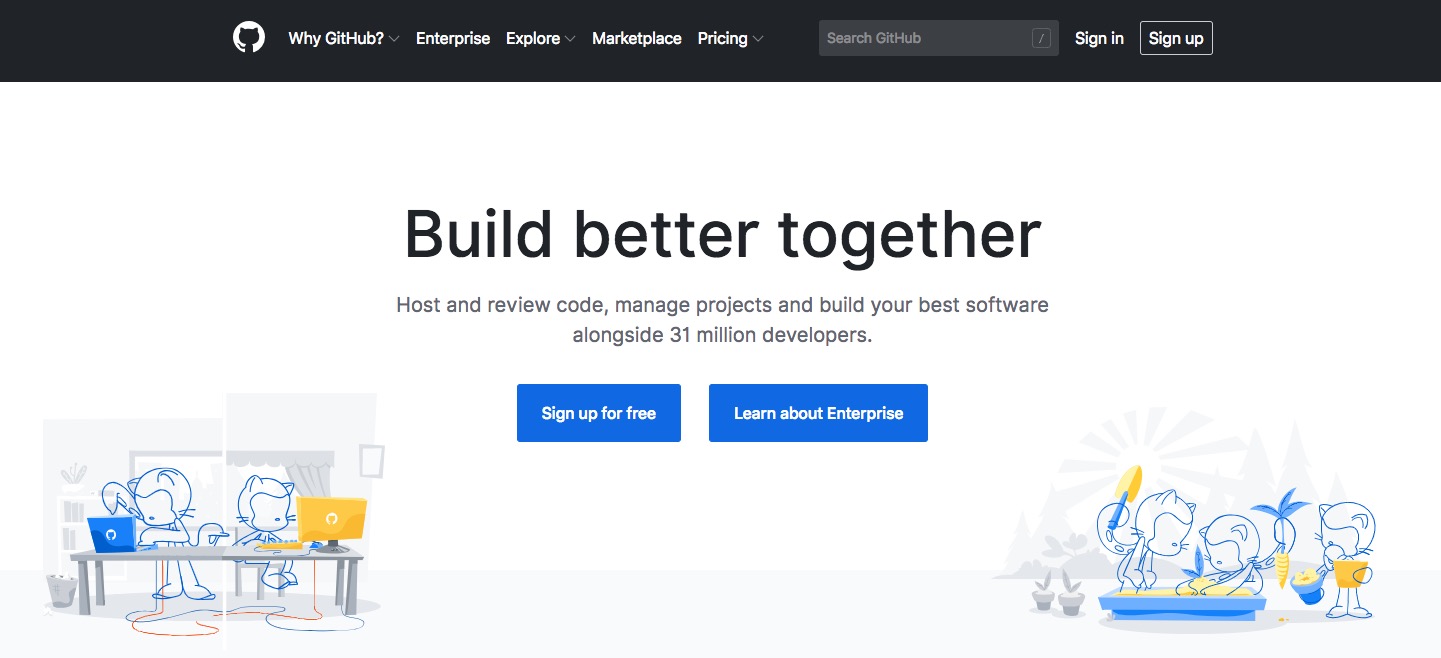 Why GitHub? Enterprise Explore Marketplace Pricing Search GitHub / Sign in Sign up
Build better together
Host and review code, manage projects and build your best software
alongside 31 million developers.
Sign up for free Learn about Enterprise